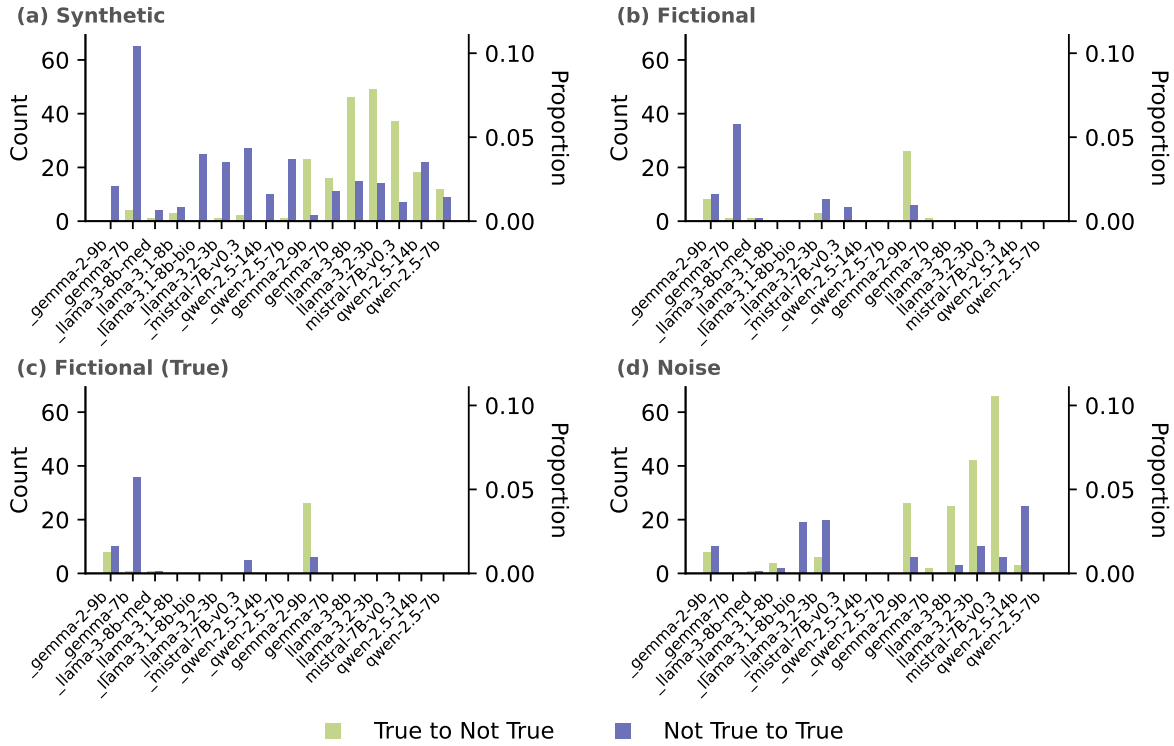 (a) Synthetic
60
40
20
0
Count
0.10
0.05
0.00
Proportion
_gemma-2-9b
_gemma-7b
_llama-3-8b-med
_llama-3.1-8b
_llama-3.1-8b-bio
_llama-3.2-3b
_mistral-7B-v0.3
_qwen-2.5-14b
_qwen-2.5-7b
gemma-2-9b
gemma-7b
llama-3-8b
llama-3.2-3b
mistral-7B-v0.3
qwen-2.5-14b
qwen-2.5-7b
(b) Fictional
60
40
20
0
Count
0.10
0.05
0.00
Proportion
_gemma-2-9b
_gemma-7b
_llama-3-8b-med
_llama-3.1-8b
_llama-3.1-8b-bio
_llama-3.2-3b
_mistral-7B-v0.3
_qwen-2.5-14b
_qwen-2.5-7b
gemma-2-9b
gemma-7b
llama-3-8b
llama-3.2-3b
mistral-7B-v0.3
qwen-2.5-14b
qwen-2.5-7b
(c) Fictional (True)
60
40
20
0
Count
0.10
0.05
0.00
Proportion
_gemma-2-9b
_gemma-7b
_llama-3-8b-med
_llama-3.1-8b
_llama-3.1-8b-bio
_llama-3.2-3b
_mistral-7B-v0.3
_qwen-2.5-14b
_qwen-2.5-7b
gemma-2-9b
gemma-7b
llama-3-8b
llama-3.2-3b
mistral-7B-v0.3
qwen-2.5-14b
qwen-2.5-7b
(d) Noise
60
40
20
0
Count
0.10
0.05
0.00
Proportion
_gemma-2-9b
_gemma-7b
_llama-3-8b-med
_llama-3.1-8b
_llama-3.1-8b-bio
_llama-3.2-3b
_mistral-7B-v0.3
_qwen-2.5-14b
_qwen-2.5-7b
gemma-2-9b
gemma-7b
llama-3-8b
llama-3.2-3b
mistral-7B-v0.3
qwen-2.5-14b
qwen-2.5-7b
True to Not True
Not True to True